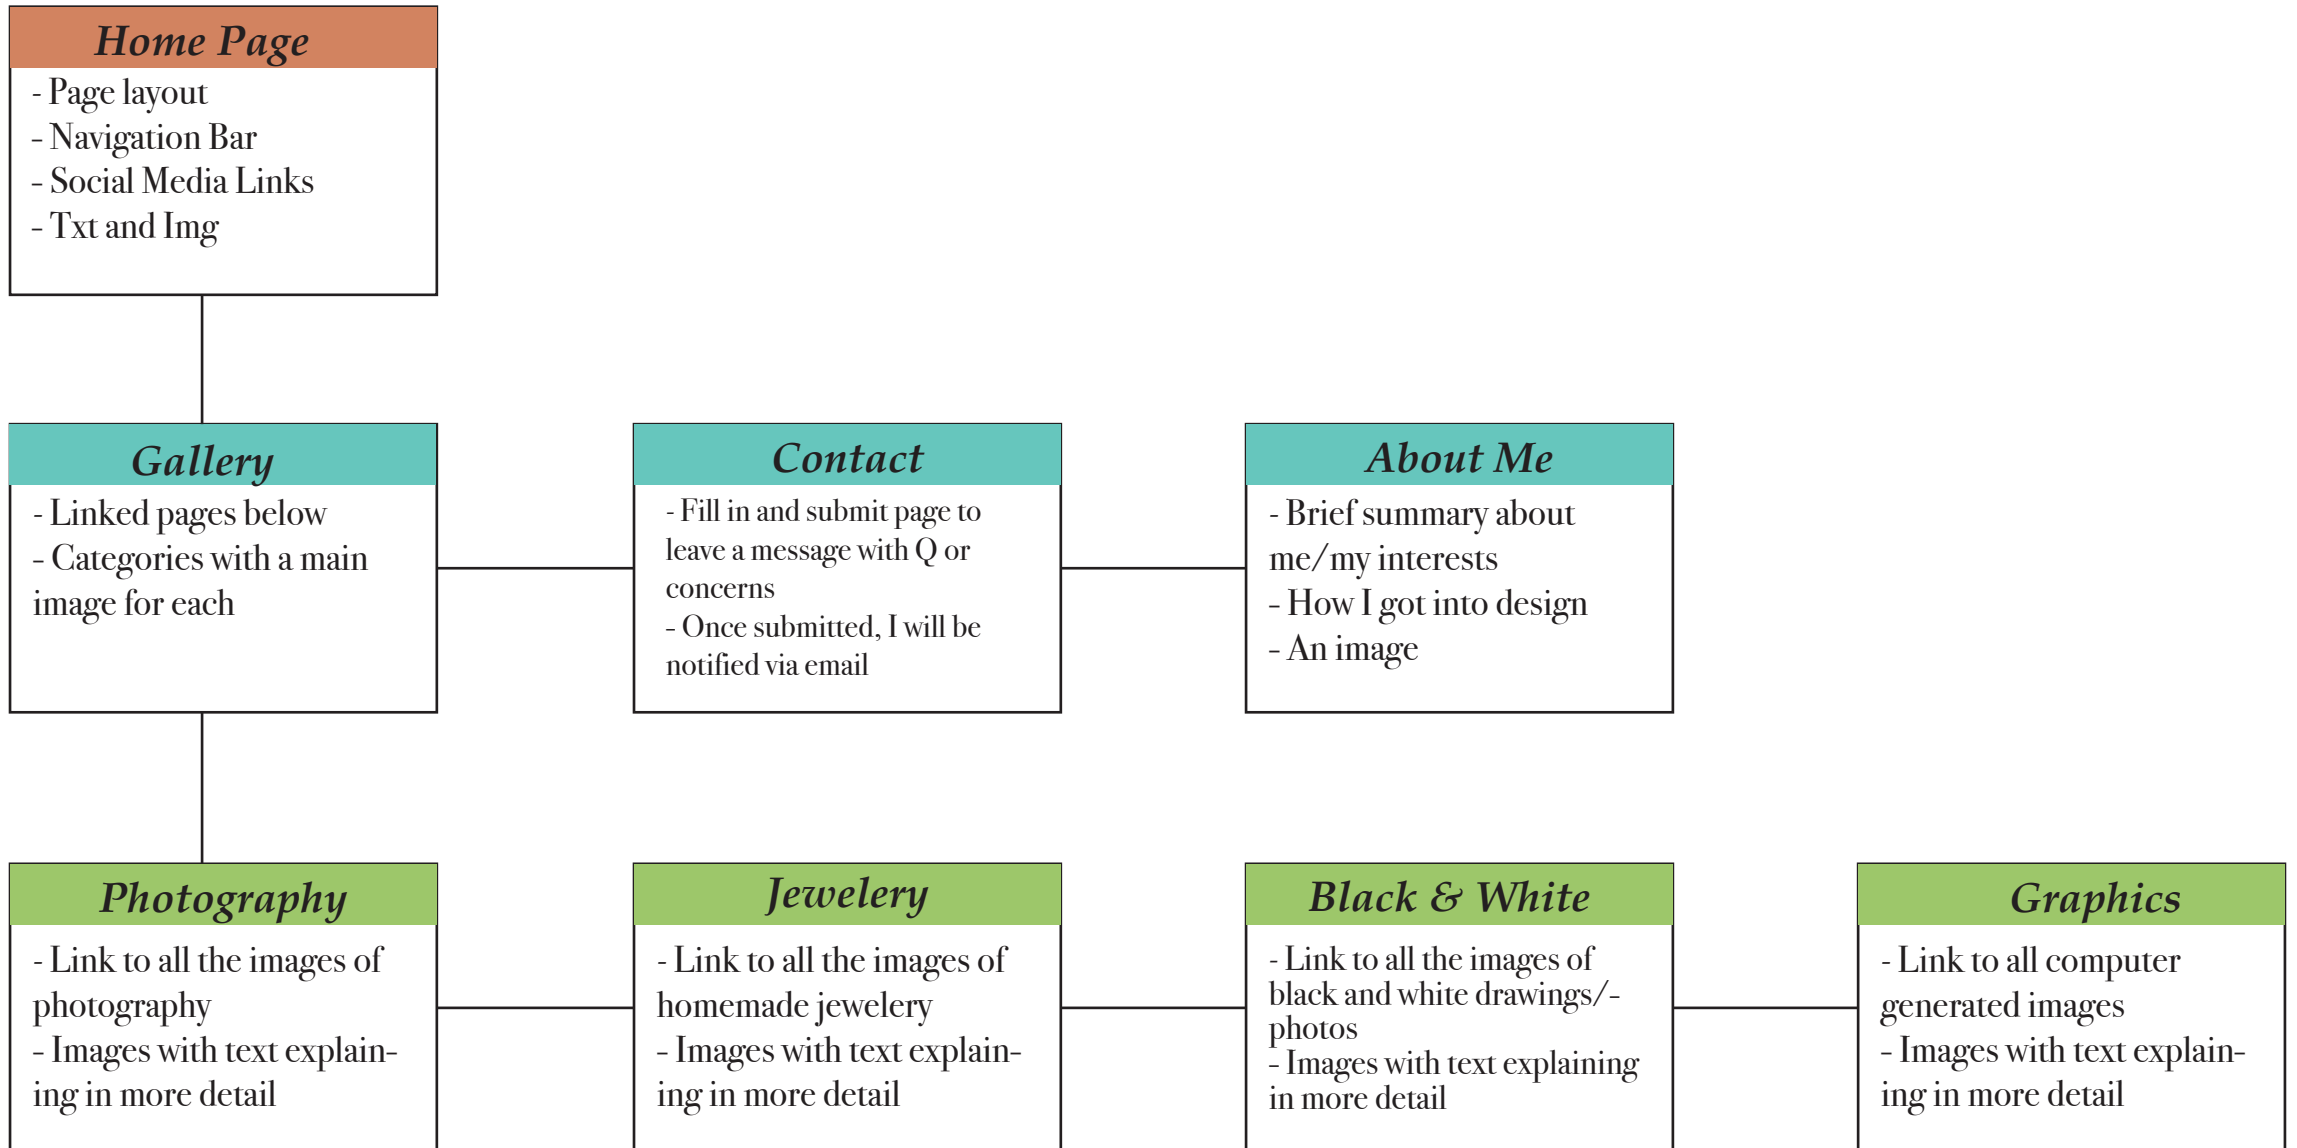 Home Page
- Page layout
- Navigation Bar
- Social Media Links
- Txt and Img
Gallery
- Linked pages below
- Categories with a main
image for each
Contact
- Fill in and submit page to
leave a message with Q or
concerns
- Once submitted, I will be
notified via email
About Me
- Brief summary about
me/my interests
- How I got into design
- An image
Photography
- Link to all the images of
photography
- Images with text explain-
ing in more detail
Jewelery
- Link to all the images of
homemade jewelery
- Images with text explain-
ing in more detail
Black & White
- Link to all the images of
black and white drawings/-
photos
- Images with text explaining
in more detail
Graphics
- Link to all computer
generated images
- Images with text explain-
ing in more detail